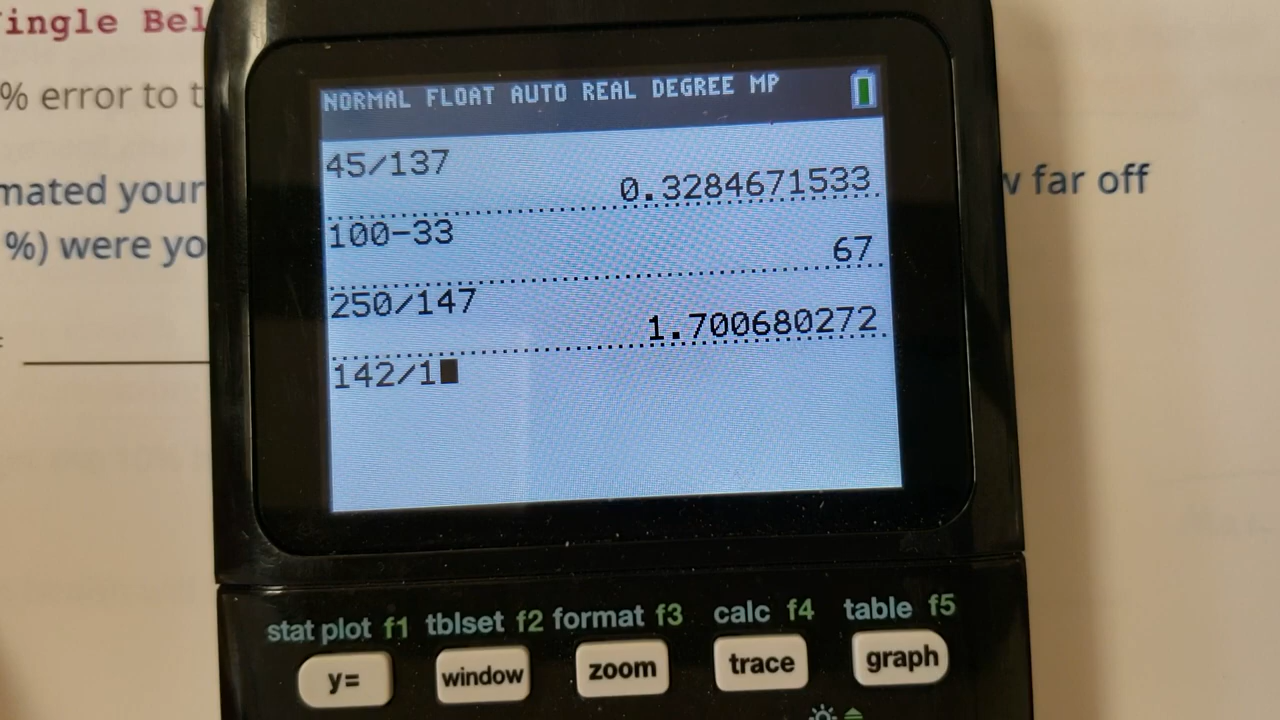 ingle Bel
% error to t
mated your
far off
%) were yo
NORMAL FLOAT AUTO REAL DEGREE MP
45/137
0.3284671533
100-33
67
250/147
1.700680272
142/1
stat plot f1 tblset f2 format f3 calc f4 table f5
y= window zoom trace graph